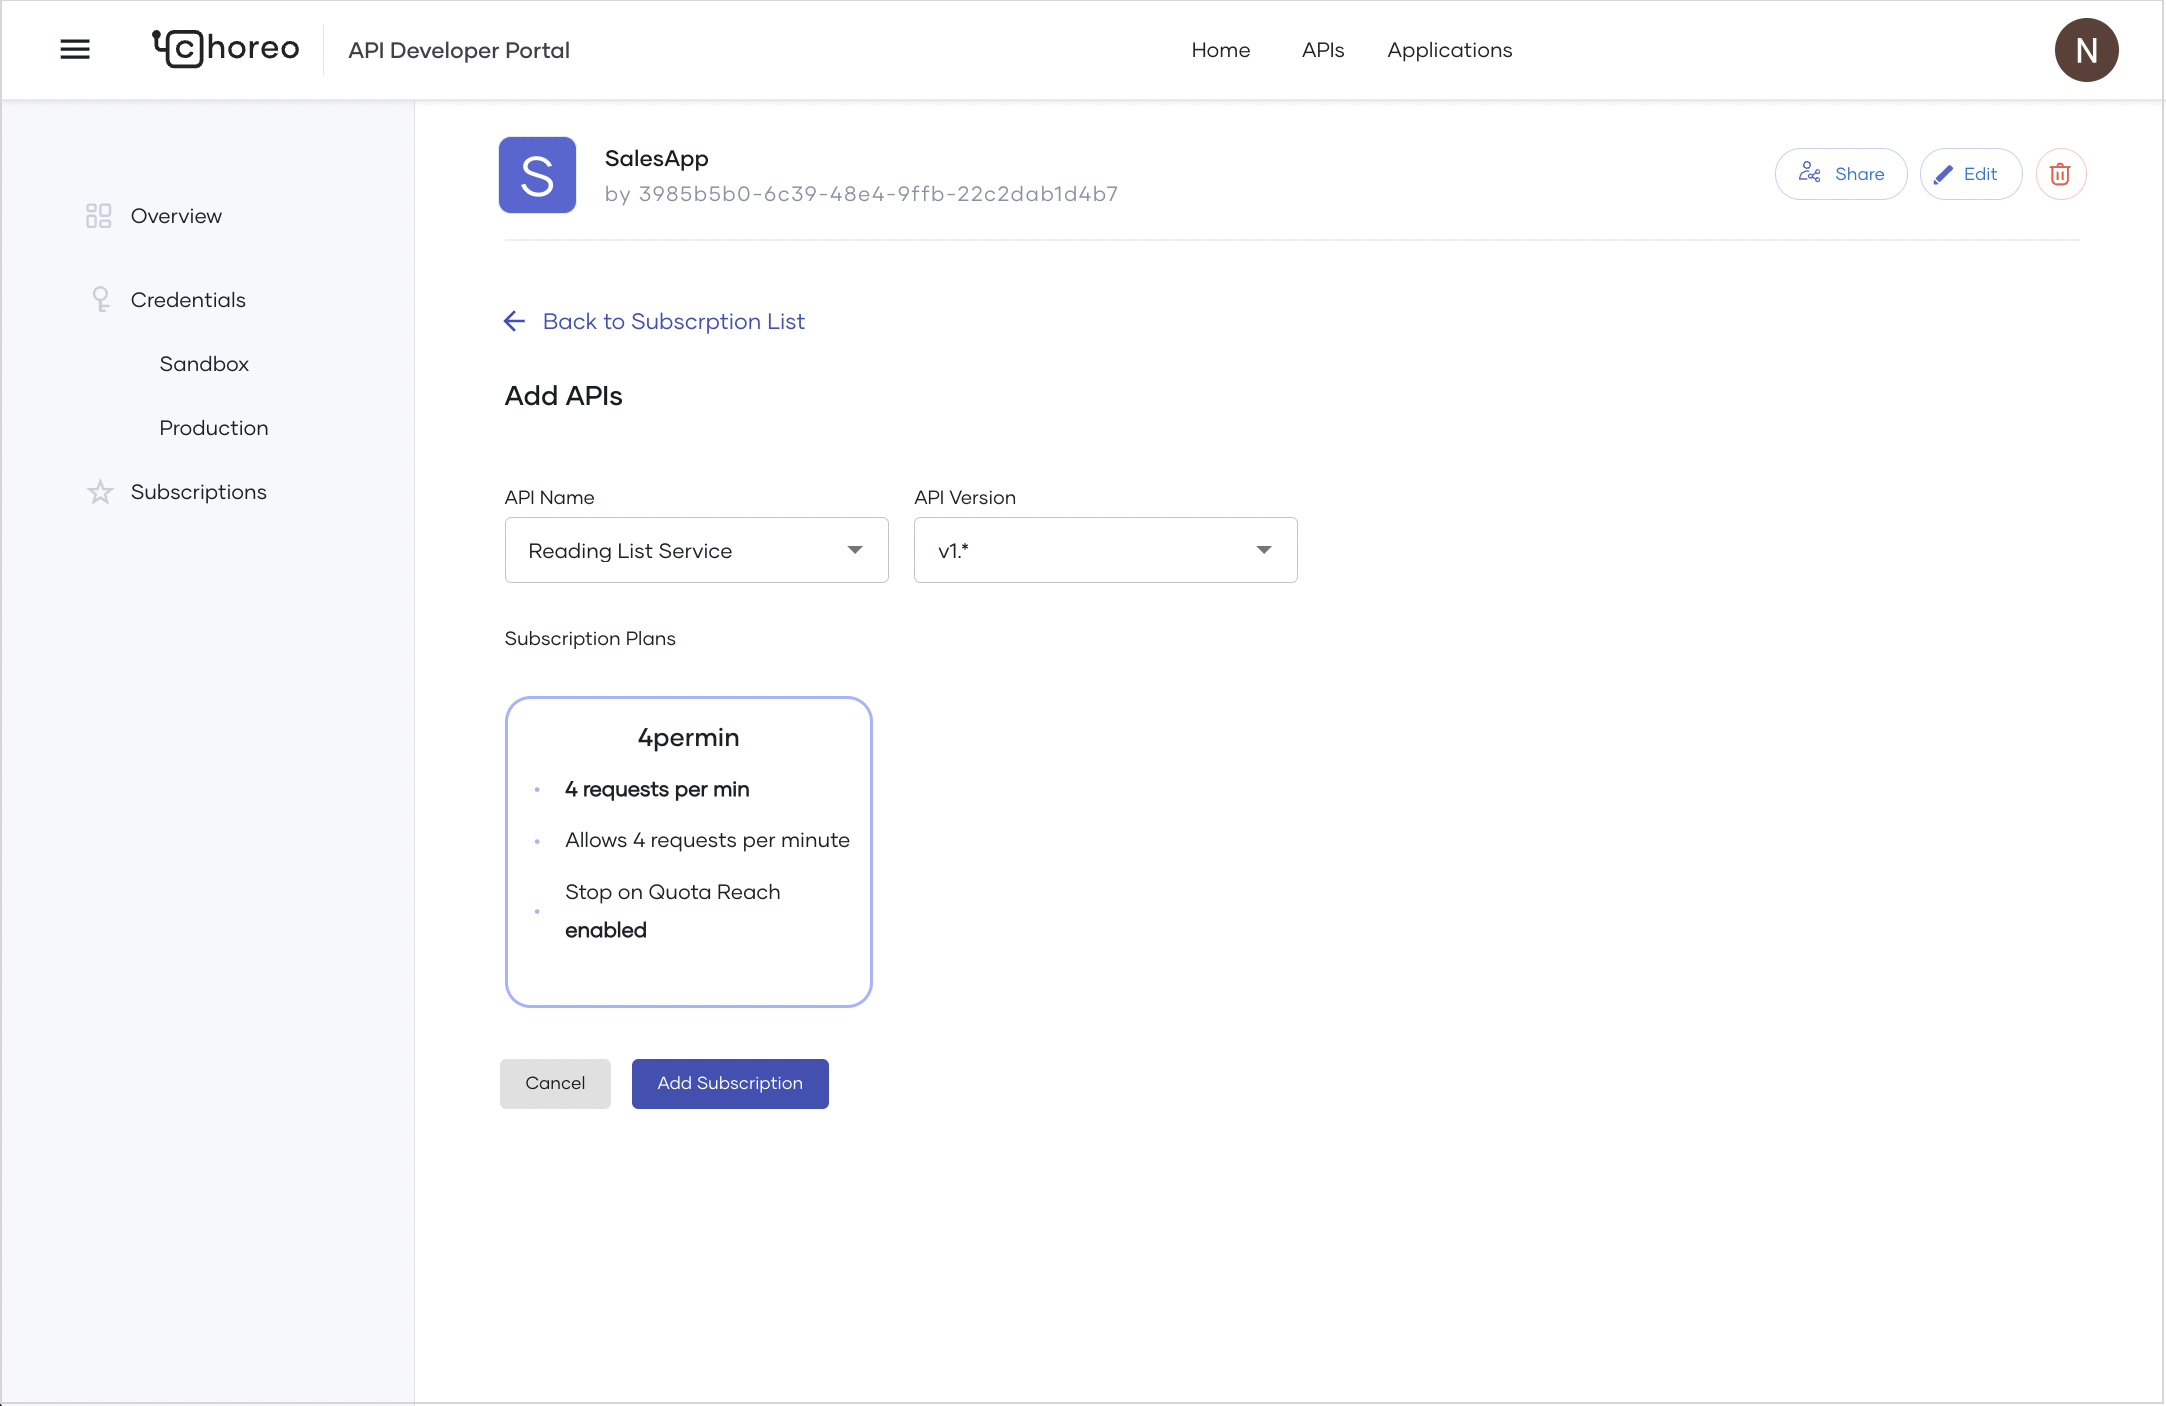 choreo
API Developer Portal
Home
APIs
Applications
N
Overview
Credentials
Sandbox
Production
Subscriptions
S
SalesApp
by 3985b5b0-6c39-48e4-9ffb-22c2dab1d4b7
Share
Edit
Back to Subscrption List
Add APIs
API Name
API Version
Reading List Service
v1.*
Subscription Plans
4permin
4 requests per min
Allows 4 requests per minute
Stop on Quota Reach
enabled
Cancel
Add Subscription